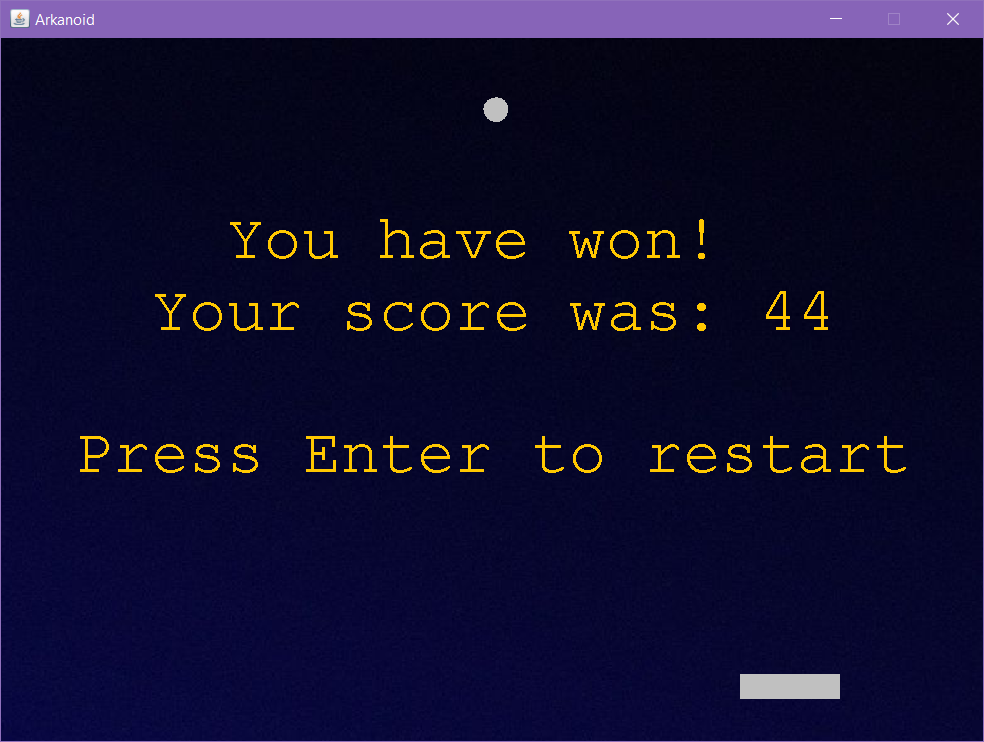 Arkanoid
You have won!
Your score was: 44
Press Enter to restart